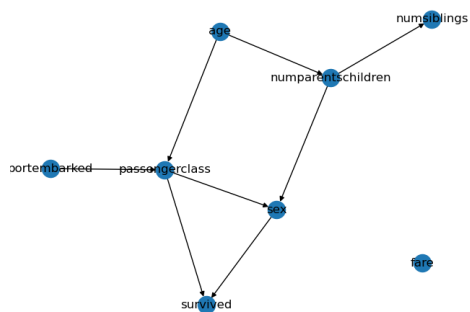 numsiblings
age
numparentschildren
portembarked
passengerclass
sex
fare
survived